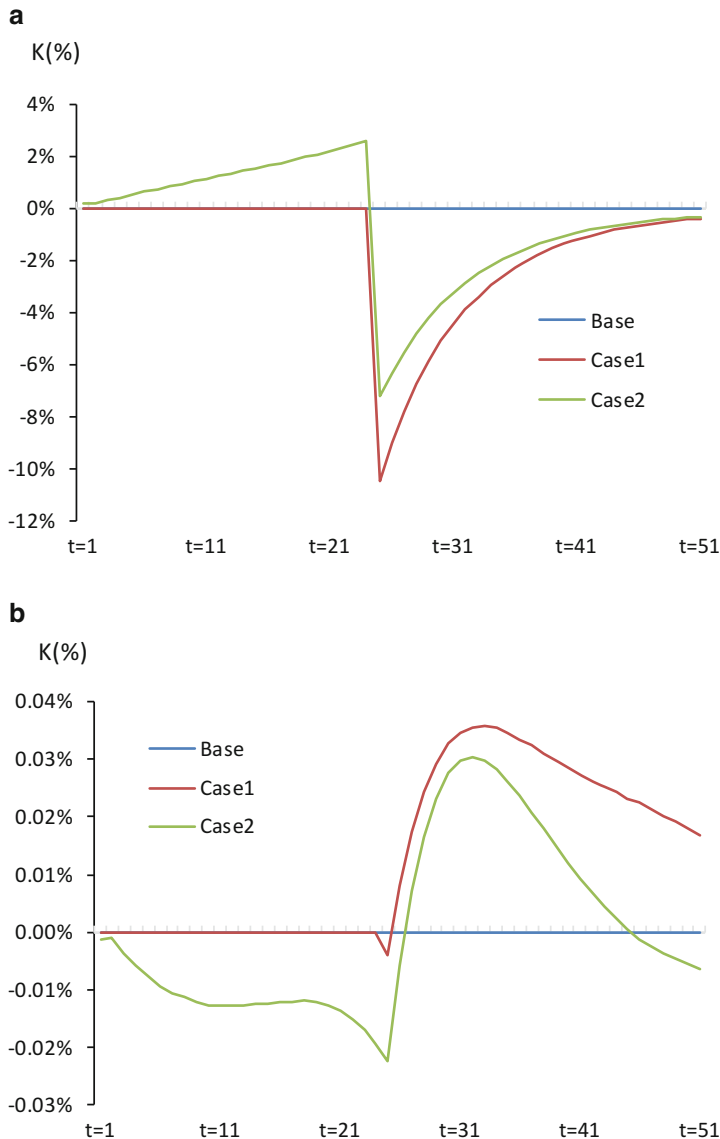 a
K(%)
4%
2%
0%
-2%
-4%
-6%
-8%
-10%
-12%
Base
Case1
Case2
t=1 t=11 t=21 t=31 t=41 t=51
b
K(%)
0.04%
0.03%
0.02%
0.01%
0.00%
-0.01%
-0.02%
-0.03%
Base
Case1
Case2
t=1 t=11 t=21 t=31 t=41 t=51